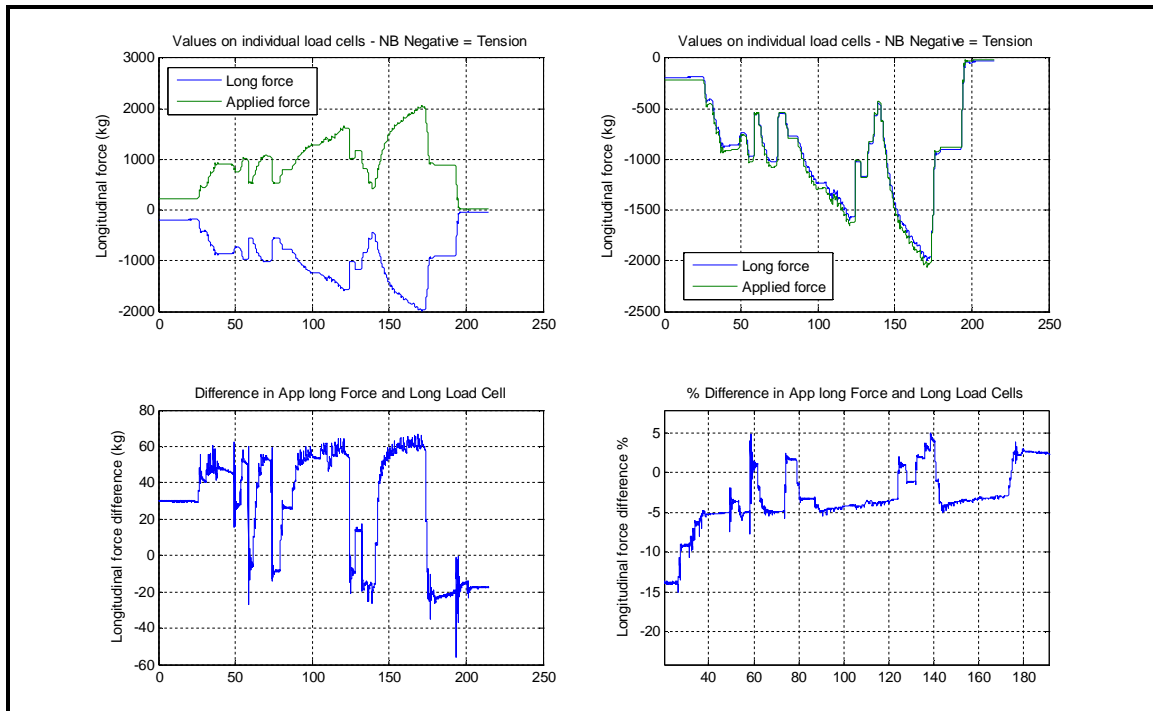 Values on individual load cells - NB Negative = Tension
Longitudinal force (kg)
3000
2000
1000
0
-1000
-2000
Long force
Applied force
0 50 100 150 200 250
Values on individual load cells - NB Negative = Tension
Longitudinal force (kg)
0
-500
-1000
-1500
-2000
-2500
Long force
Applied force
0 50 100 150 200 250
Difference in App long Force and Long Load Cell
Longitudinal force difference (kg)
80
60
40
20
0
-20
-40
-60
0 50 100 150 200 250
% Difference in App long Force and Long Load Cells
Longitudinal force difference %
5
0
-5
-10
-15
-20
40 60 80 100 120 140 160 180